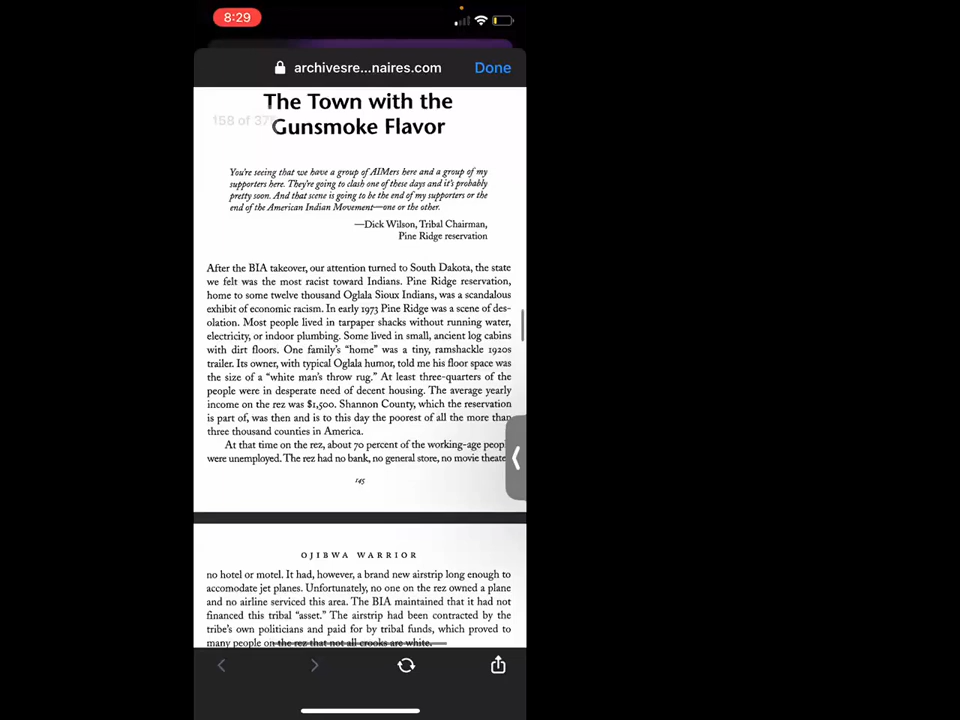 8:29
archivesre...naires.com
Done
The Town with the
158 of 375
Gunsmoke Flavor
You're seeing that we have a group of AIMers here and a group of my
supporters here. They're going to clash one of these days and it's probably
pretty soon. And that scene is going to be the end of my supporters or the
end of the American Indian Movement—one or the other.
—Dick Wilson, Tribal Chairman,
Pine Ridge reservation
After the BIA takeover, our attention turned to South Dakota, the state
we felt was the most racist toward Indians. Pine Ridge reservation,
home to some twelve thousand Oglala Sioux Indians, was a scandalous
exhibit of economic racism. In early 1973 Pine Ridge was a scene of des-
olation. Most people lived in tarpaper shacks without running water,
electricity, or indoor plumbing. Some lived in small, ancient log cabins
with dirt floors. One family's “home” was a tiny, ramshackle 1920s
trailer. Its owner, with typical Oglala humor, told me his floor space was
the size of a “white man's throw rug.” At least three-quarters of the
people were in desperate need of decent housing. The average yearly
income on the rez was $1,500. Shannon County, which the reservation
is part of, was then and is to this day the poorest of all the more than
three thousand counties in America.
At that time on the rez, about 70 percent of the working-age peopl
were unemployed. The rez had no bank, no general store, no movie theate
145
OJIBWA WARRIOR
no hotel or motel. It had, however, a brand new airstrip long enough to
accomodate jet planes. Unfortunately, no one on the rez owned a plane
and no airline serviced this area. The BIA maintained that it had not
financed this tribal “asset.” The airstrip had been contracted by the
tribe's own politicians and paid for by tribal funds, which proved to
many people on the rez that not all crooks are white.